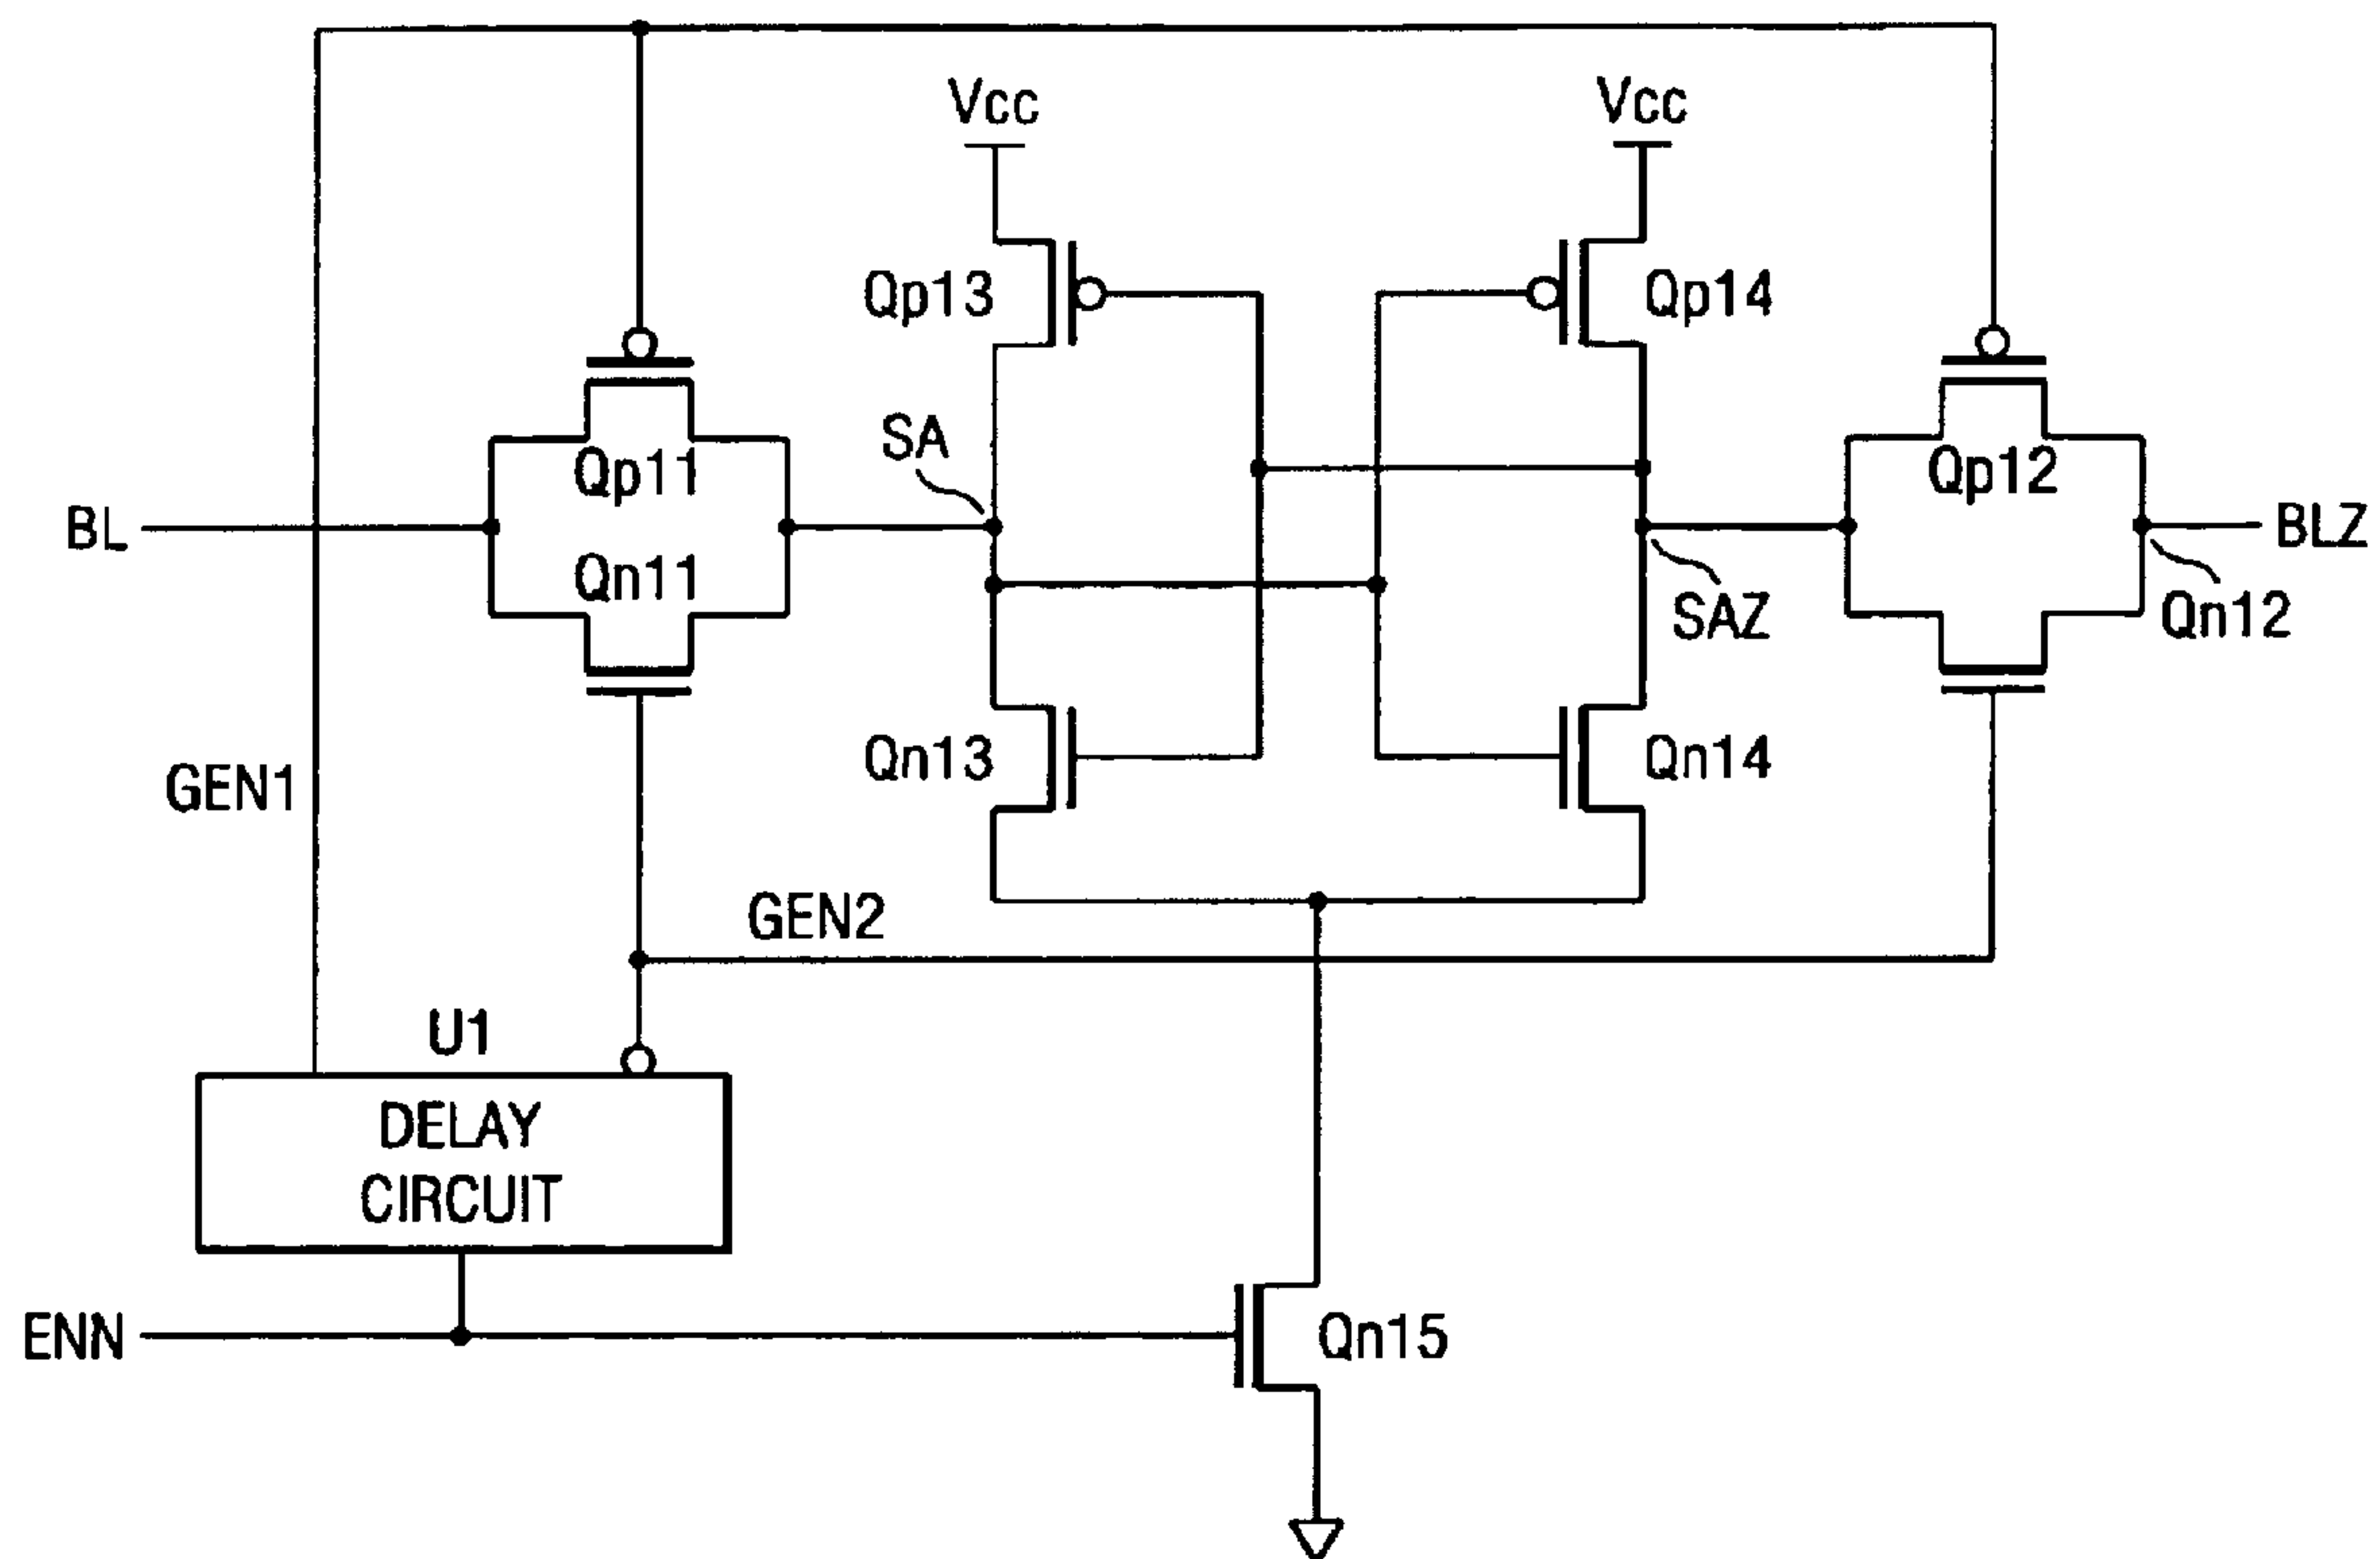 Vcc
Vcc
Qp13
Qp14
SA
Qp11
Qp12
BL
BLZ
Qn11
SAZ
Qn12
Qn13
Qn14
GEN1
GEN2
U1
DELAY
CIRCUIT
ENN
Qn15